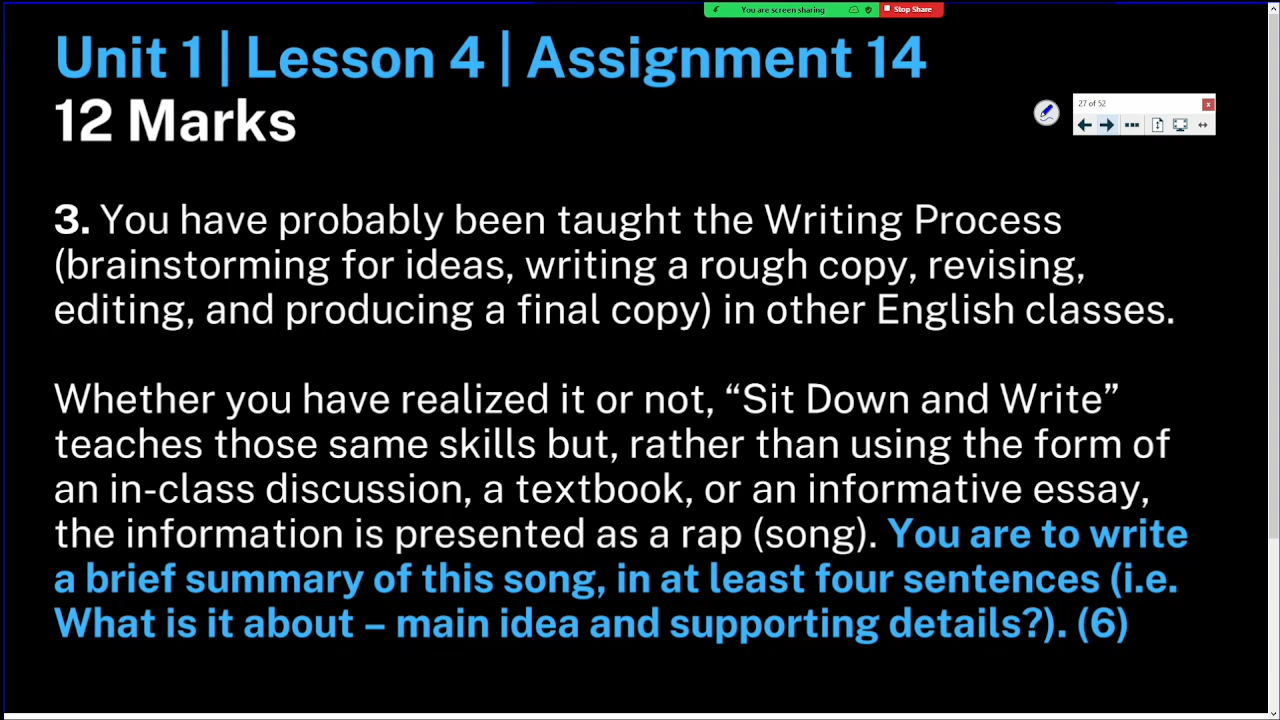 You are screen sharing
Stop Share
Unit 1 | Lesson 4 | Assignment 14
12 Marks
27 of 52
3. You have probably been taught the Writing Process
(brainstorming for ideas, writing a rough copy, revising,
editing, and producing a final copy) in other English classes.
Whether you have realized it or not, “Sit Down and Write”
teaches those same skills but, rather than using the form of
an in-class discussion, a textbook, or an informative essay,
the information is presented as a rap (song). You are to write
a brief summary of this song, in at least four sentences (i.e.
What is it about – main idea and supporting details?). (6)